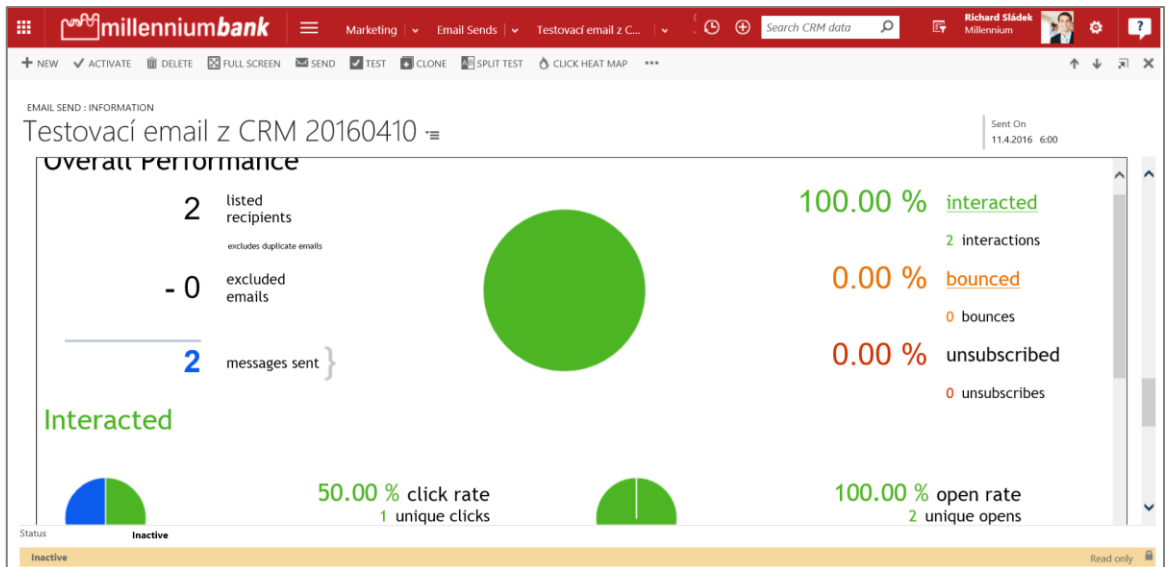 millenniumbank
Marketing
Email Sends
Testovací email z C...
Search CRM data
Richard Sládek
Millennium
?
NEW
ACTIVATE
DELETE
FULL SCREEN
SEND
TEST
CLONE
SPLIT TEST
CLICK HEAT MAP
EMAIL SEND : INFORMATION
Testovací email z CRM 20160410
Sent On
11.4.2016 6:00
Overall Performance
2 listed
recipients
excludes duplicate emails
- 0 excluded
emails
2 messages sent }
100.00 % interacted
2 interactions
0.00 % bounced
0 bounces
0.00 % unsubscribed
0 unsubscribes
Interacted
50.00 % click rate
1 unique clicks
100.00 % open rate
2 unique opens
Status
Inactive
Inactive
Read only